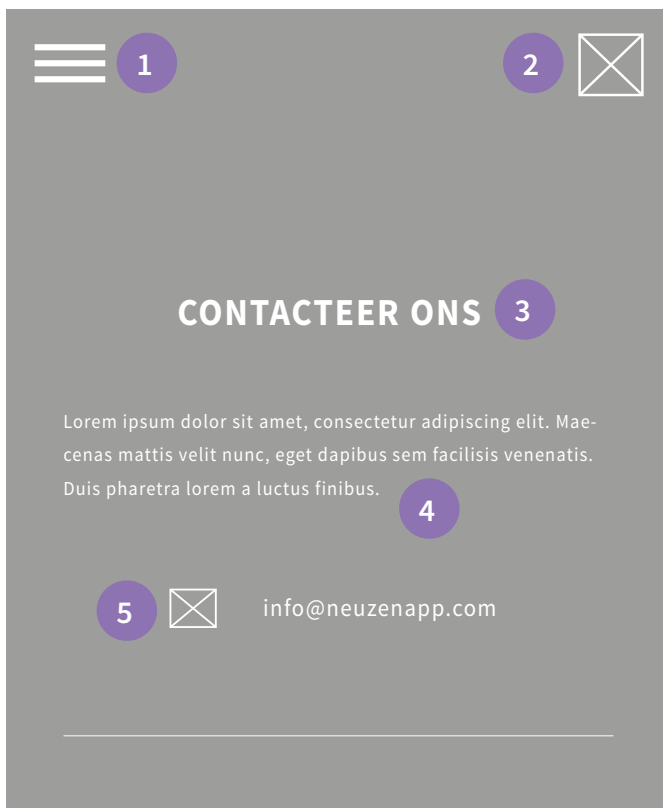 1
2
CONTACTEER ONS 3
Lorem ipsum dolor sit amet, consectetur adipiscing elit. Mae-
cenas mattis velit nunc, eget dapibus sem facilisis venenatis.
Duis pharetra lorem a luctus finibus.
4
5 info@neuzenapp.com